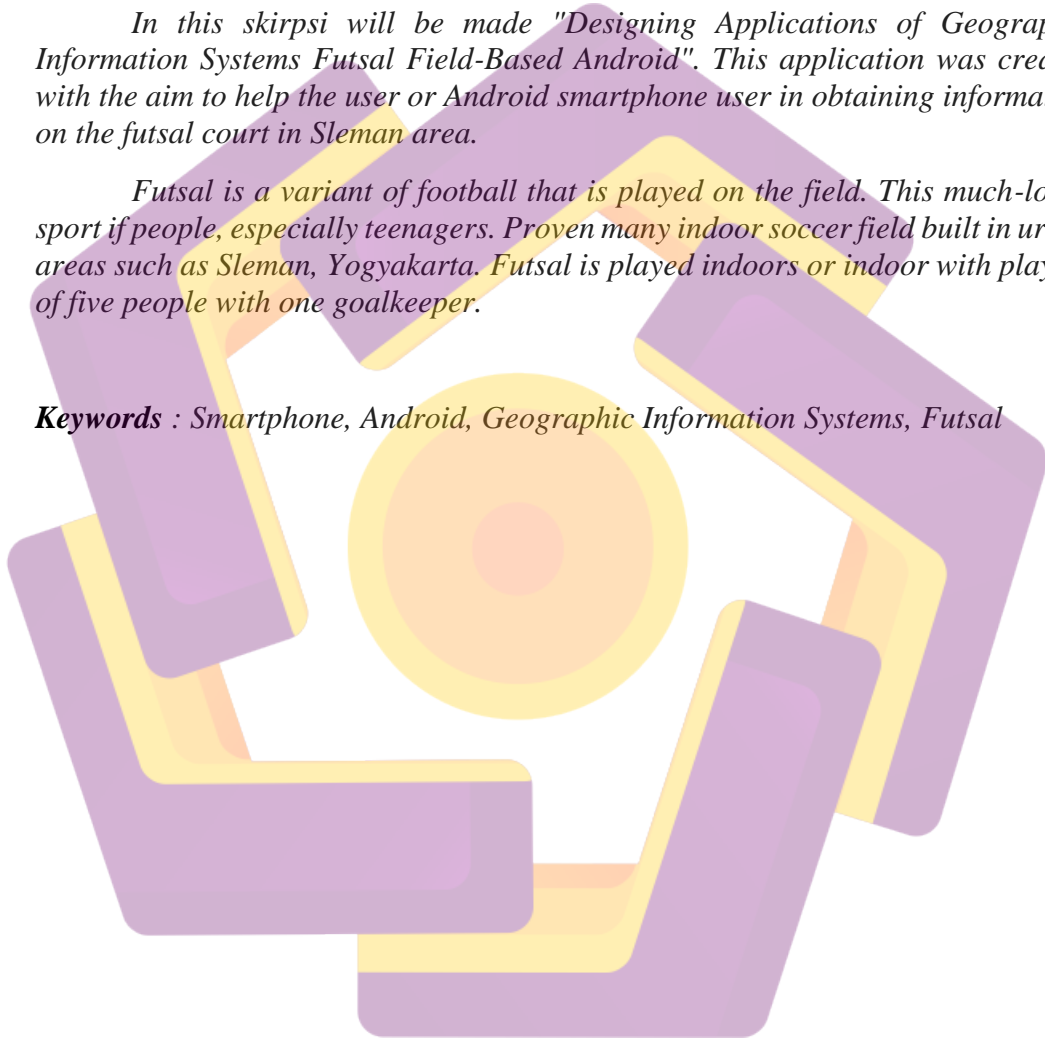 In this skirpsi will be made "Designing Applications of Geograp
Information Systems Futsal Field-Based Android". This application was crea
with the aim to help the user or Android smartphone user in obtaining informa
on the futsal court in Sleman area.
Futsal is a variant of football that is played on the field. This much-lo
sport if people, especially teenagers. Proven many indoor soccer field built in ur
areas such as Sleman, Yogyakarta. Futsal is played indoors or indoor with play
of five people with one goalkeeper.
Keywords : Smartphone, Android, Geographic Information Systems, Futsal